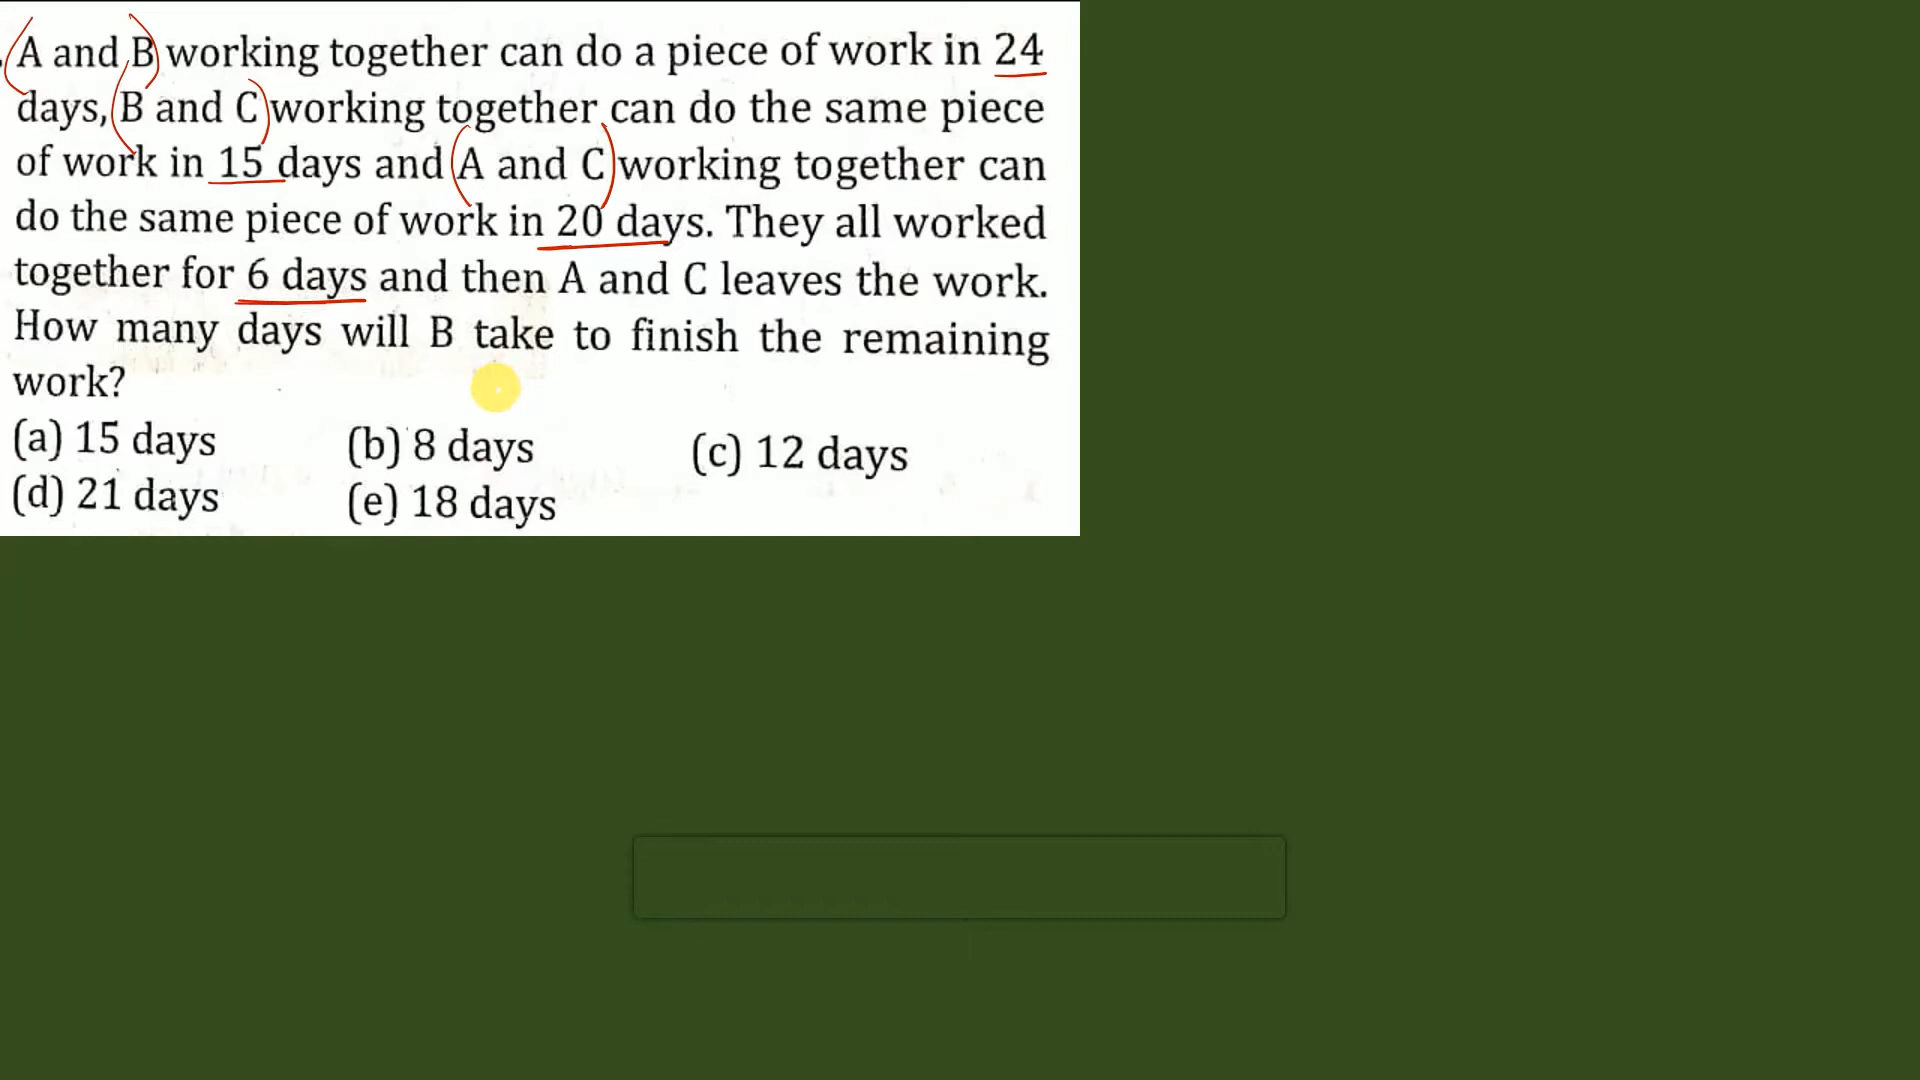 A and B working together can do a piece of work in 24
days, B and C working together can do the same piece
of work in 15 days and A and C working together can
do the same piece of work in 20 days. They all worked
together for 6 days and then A and C leaves the work.
How many days will B take to finish the remaining
work?
(a) 15 days (b) 8 days (c) 12 days
(d) 21 days (e) 18 days